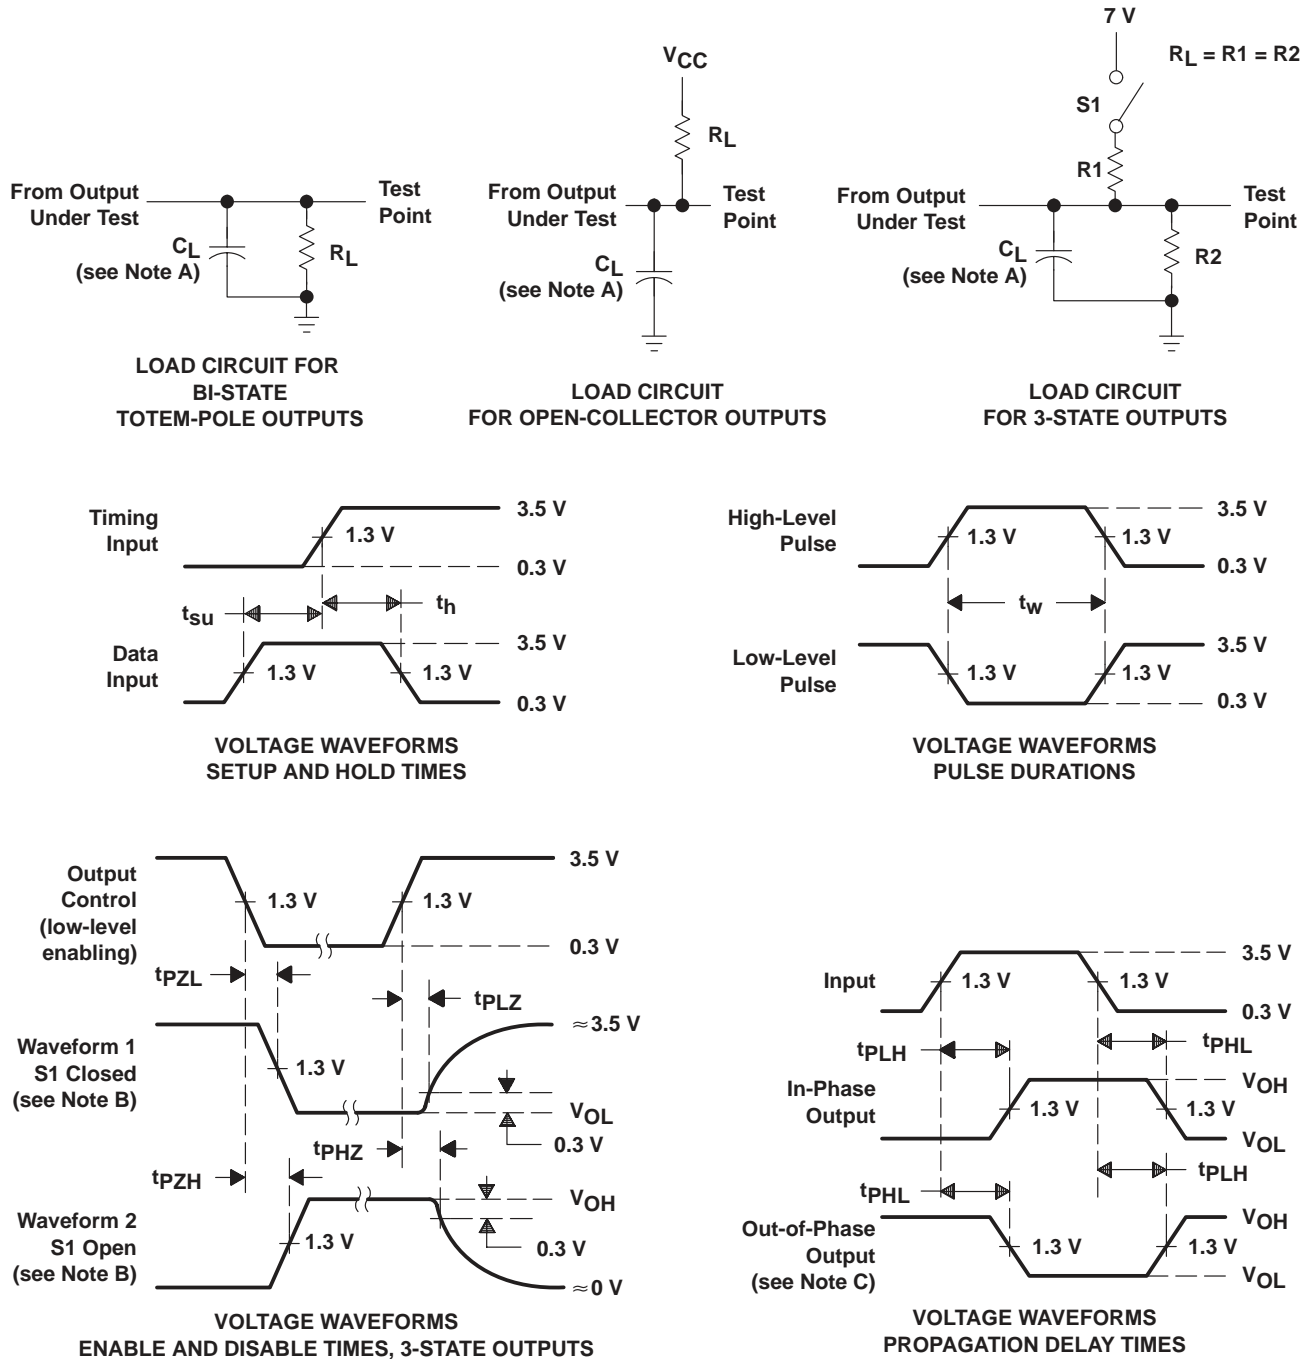 From Output
Under Test
Test
Point
CL
(see Note A)
RL
LOAD CIRCUIT FOR
BI-STATE
TOTEM-POLE OUTPUTS
VCC
RL
From Output
Under Test
Test
Point
CL
(see Note A)
LOAD CIRCUIT
FOR OPEN-COLLECTOR OUTPUTS
7 V
RL = R1 = R2
S1
R1
From Output
Under Test
Test
Point
CL
(see Note A)
R2
LOAD CIRCUIT
FOR 3-STATE OUTPUTS
Timing
Input
3.5 V
1.3 V
0.3 V
tsu
th
Data
Input
3.5 V
1.3 V
1.3 V
0.3 V
VOLTAGE WAVEFORMS
SETUP AND HOLD TIMES
High-Level
Pulse
3.5 V
1.3 V
1.3 V
0.3 V
tw
Low-Level
Pulse
3.5 V
1.3 V
1.3 V
0.3 V
VOLTAGE WAVEFORMS
PULSE DURATIONS
Output
Control
(low-level
enabling)
3.5 V
1.3 V
1.3 V
0.3 V
tPZL
tPLZ
Waveform 1
S1 Closed
(see Note B)
≈3.5 V
1.3 V
VOL
0.3 V
tPHZ
tPZH
Waveform 2
S1 Open
(see Note B)
VOH
1.3 V
0.3 V
≈0 V
VOLTAGE WAVEFORMS
ENABLE AND DISABLE TIMES, 3-STATE OUTPUTS
Input
3.5 V
1.3 V
1.3 V
0.3 V
tPLH
tPHL
In-Phase
Output
VOH
1.3 V
1.3 V
VOL
tPHL
tPLH
Out-of-Phase
Output
(see Note C)
VOH
1.3 V
1.3 V
VOL
VOLTAGE WAVEFORMS
PROPAGATION DELAY TIMES